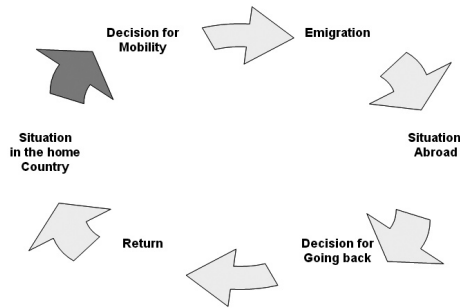 Decision for
Mobility
Emigration
Situation
in the home
Country
Situation
Abroad
Return
Decision for
Going back